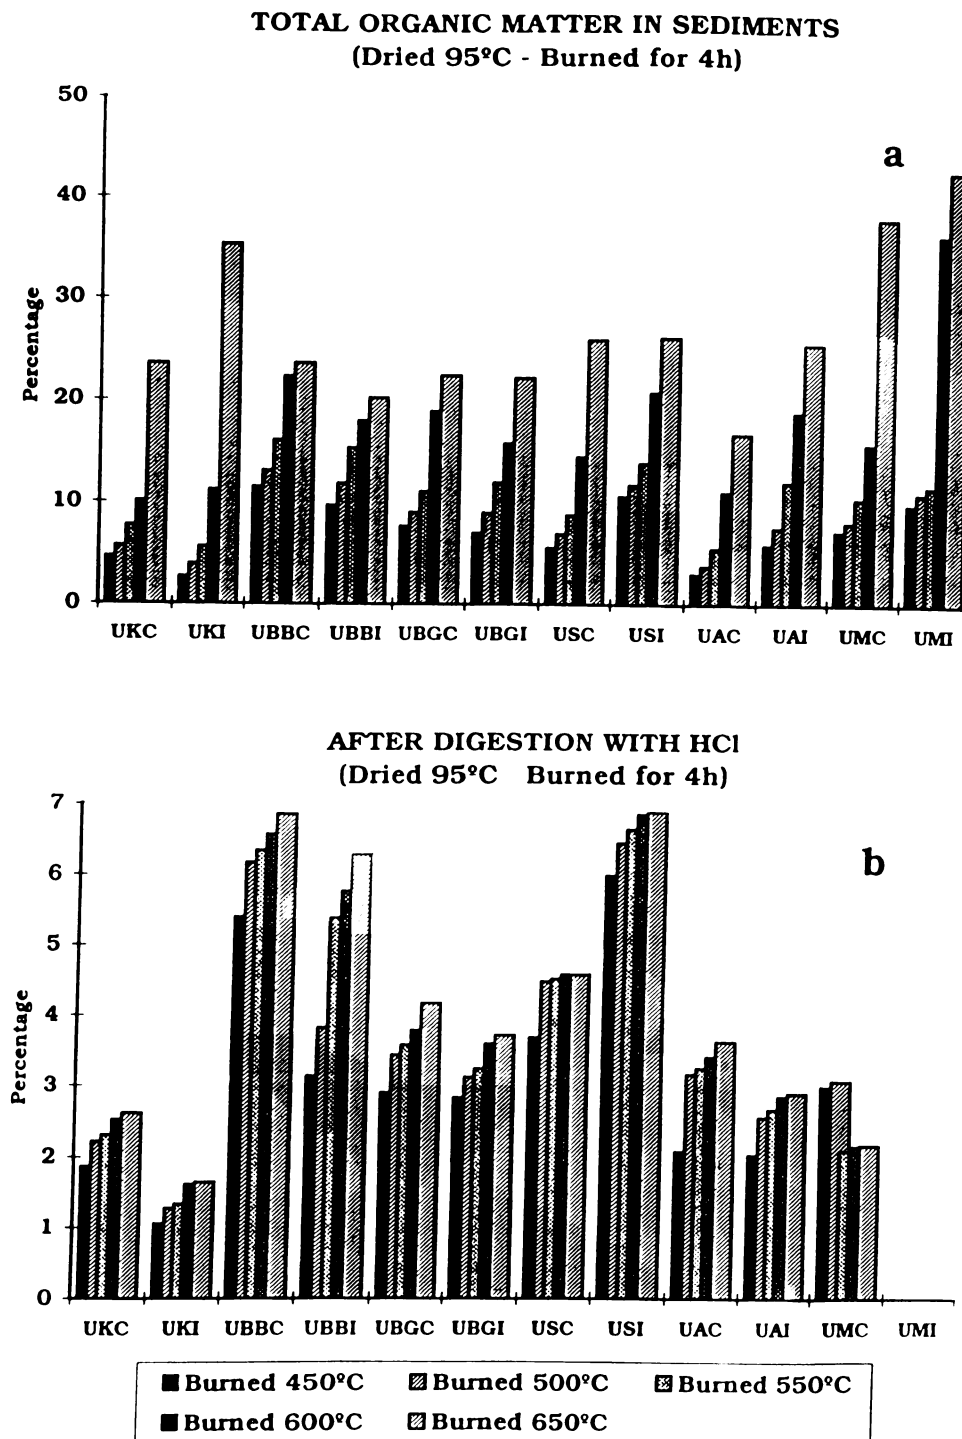 TOTAL ORGANIC MATTER IN SEDIMENTS
(Dried 95ºC - Burned for 4h)
50
a
40
30
Percentage
20
10
0
UKC UKI UBBC UBBI UBGC UBGI USC USI UAC UAI UMC UMI
AFTER DIGESTION WITH HCl
(Dried 95ºC Burned for 4h)
7
b
6
5
4
Percentage
3
2
1
0
UKC UKI UBBC UBBI UBGC UBGI USC USI UAC UAI UMC UMI
Burned 450ºC Burned 500ºC Burned 550ºC
Burned 600ºC Burned 650ºC